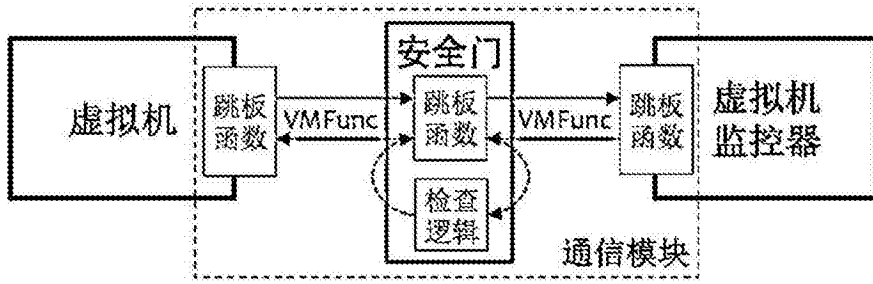 安全门
虚拟机
跳板
函数
VMFunc
跳板
函数
VMFunc
跳板
函数
虚拟机
监控器
检查
逻辑
通信模块